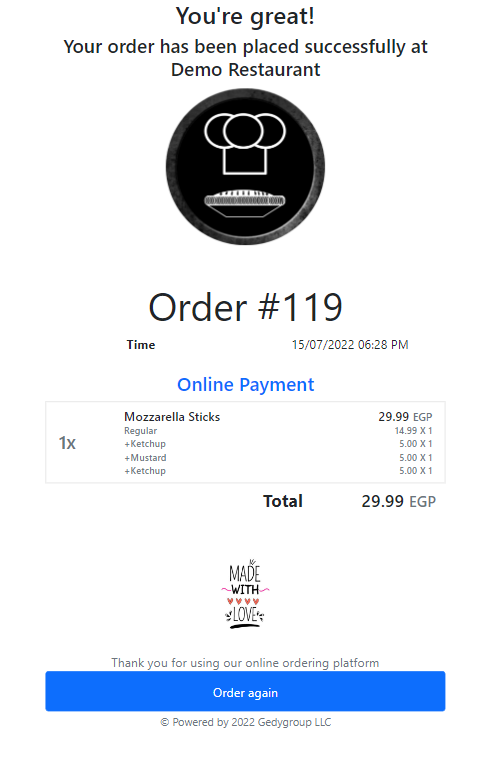 You're great!
Your order has been placed successfully at
Demo Restaurant
Order #119
Time 15/07/2022 06:28 PM
Online Payment
1x Mozzarella Sticks 29.99 EGP
Regular 14.99 X 1
+Ketchup 5.00 X 1
+Mustard 5.00 X 1
+Ketchup 5.00 X 1
Total 29.99 EGP
MADE
WITH
LOVE
Thank you for using our online ordering platform
Order again
© Powered by 2022 Gedygroup LLC